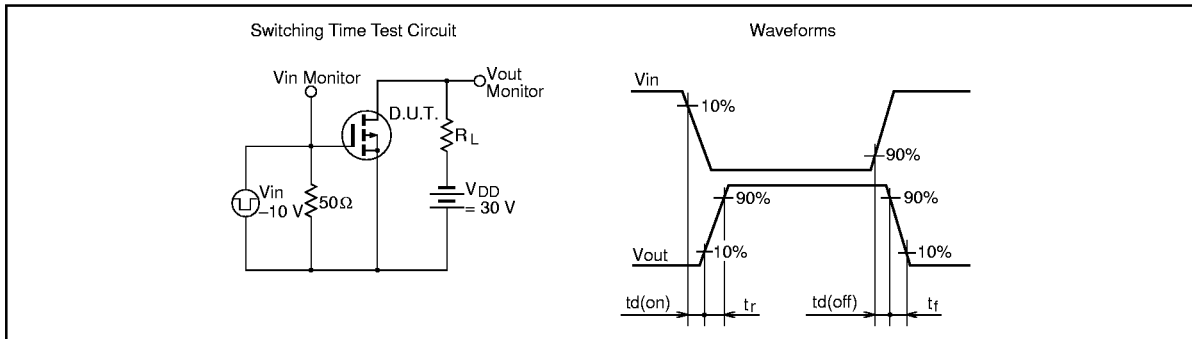 Switching Time Test Circuit
Vin Monitor
Vout
Monitor
D.U.T.
RL
Vin
–10 V
50Ω
VDD
= 30 V
Waveforms
Vin
10%
90%
90%
90%
Vout
10%
10%
td(on)
tr
td(off)
tf